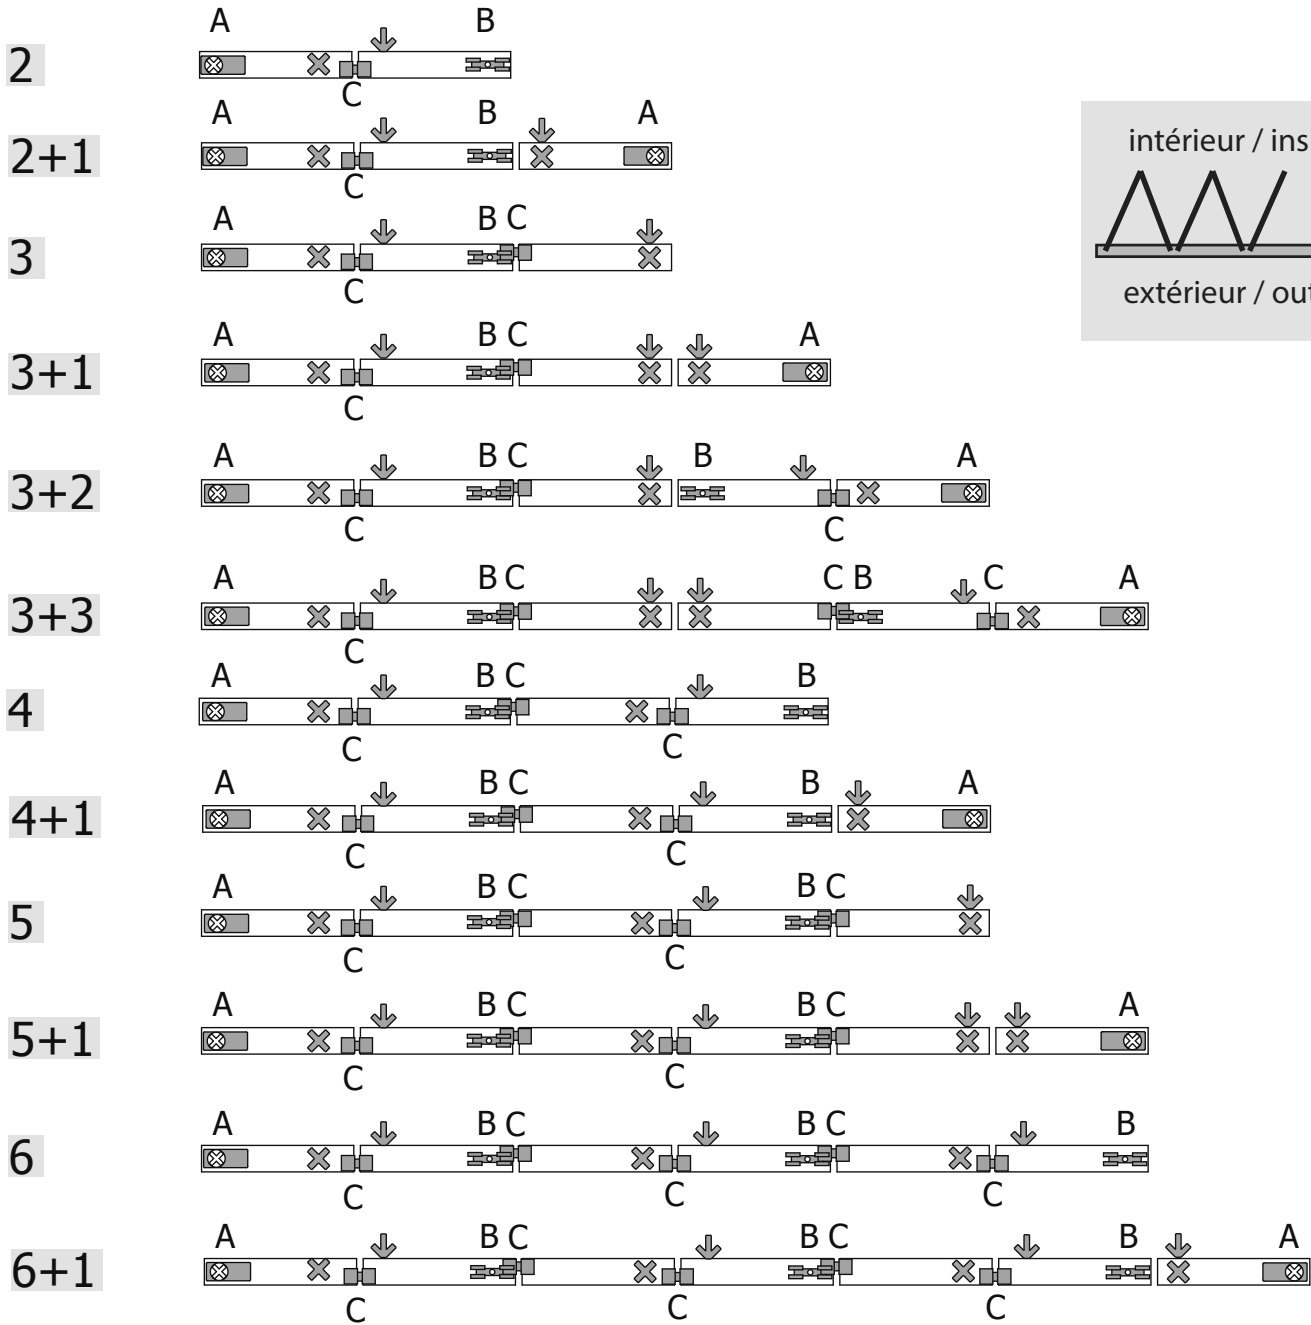 2 A B C
2+1 A B A C
3 A B C C
3+1 A B C A C
3+2 A B C B A C C
3+3 A B C C B C A C
4 A B C B C C
4+1 A B C B A C C
5 A B C B C C C
5+1 A B C B C A C C
6 A B C B C B C C C
6+1 A B C B C B A C C C
intérieur / ins
extérieur / out